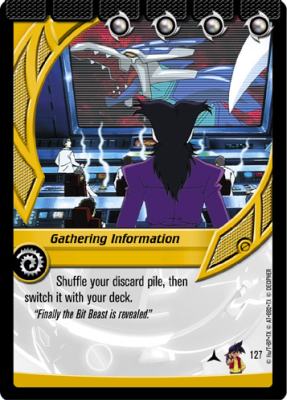 Gathering Information
Shuffle your discard pile, then
switch it with your deck.
"Finally the Bit Beast is revealed."
127